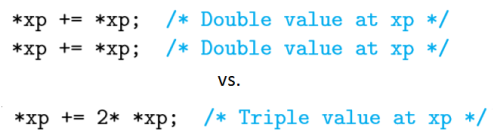 *xp += *xp;  /* Double value at xp */
*xp += *xp;  /* Double value at xp */
vs.
*xp += 2* *xp;  /* Triple value at xp */